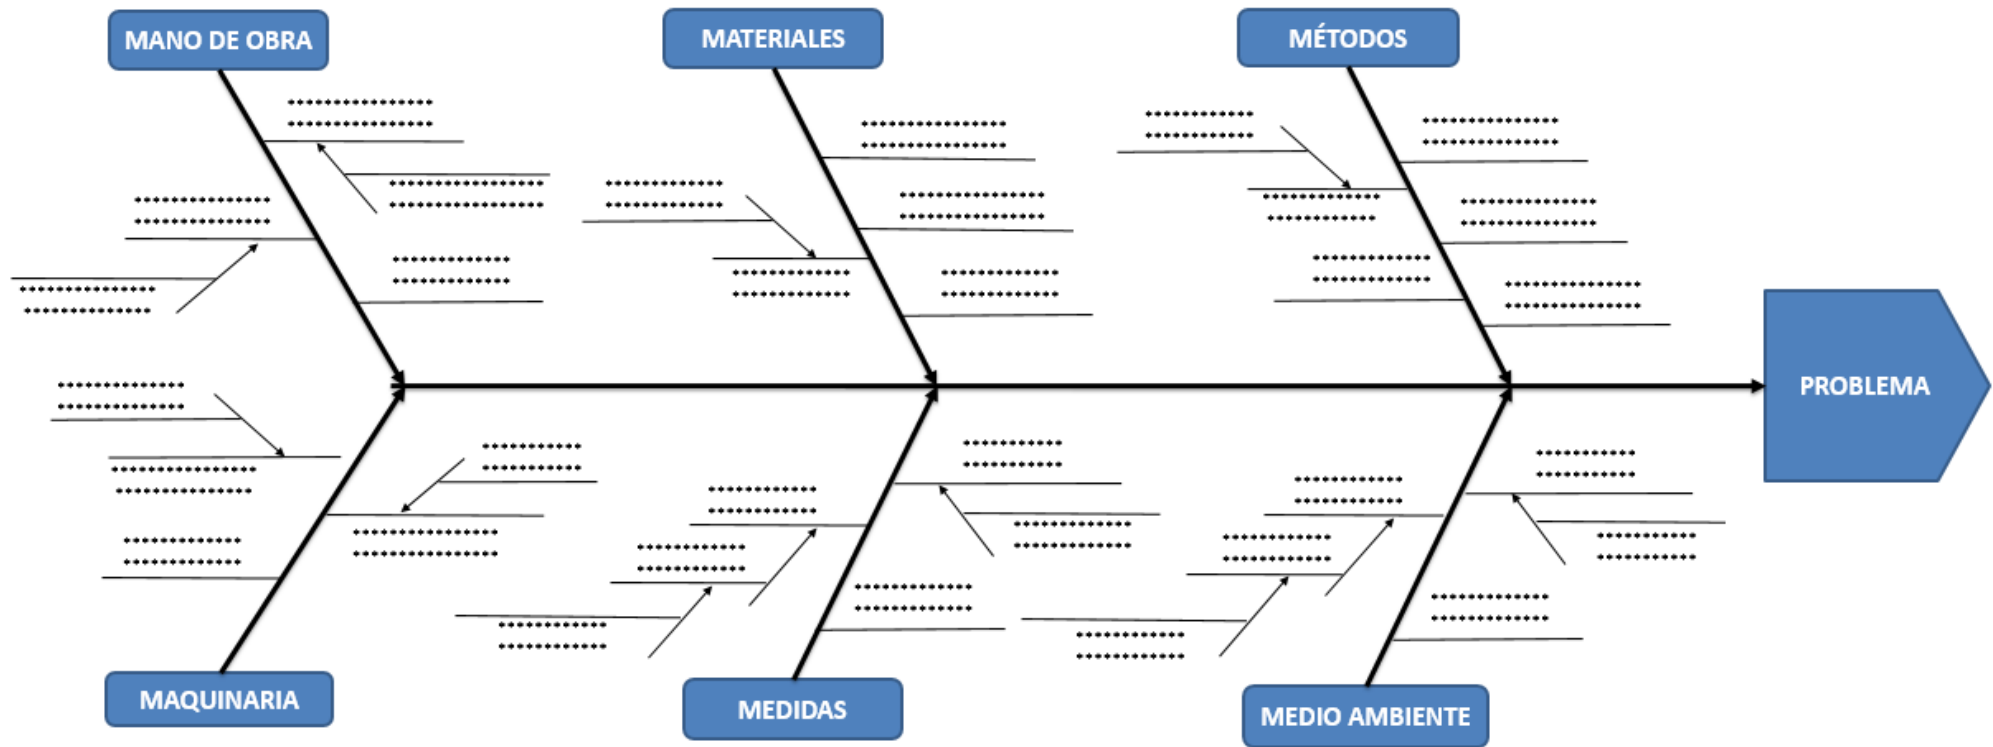 MANO DE OBRA
MATERIALES
MÉTODOS
PROBLEMA
MAQUINARIA
MEDIDAS
MEDIO AMBIENTE